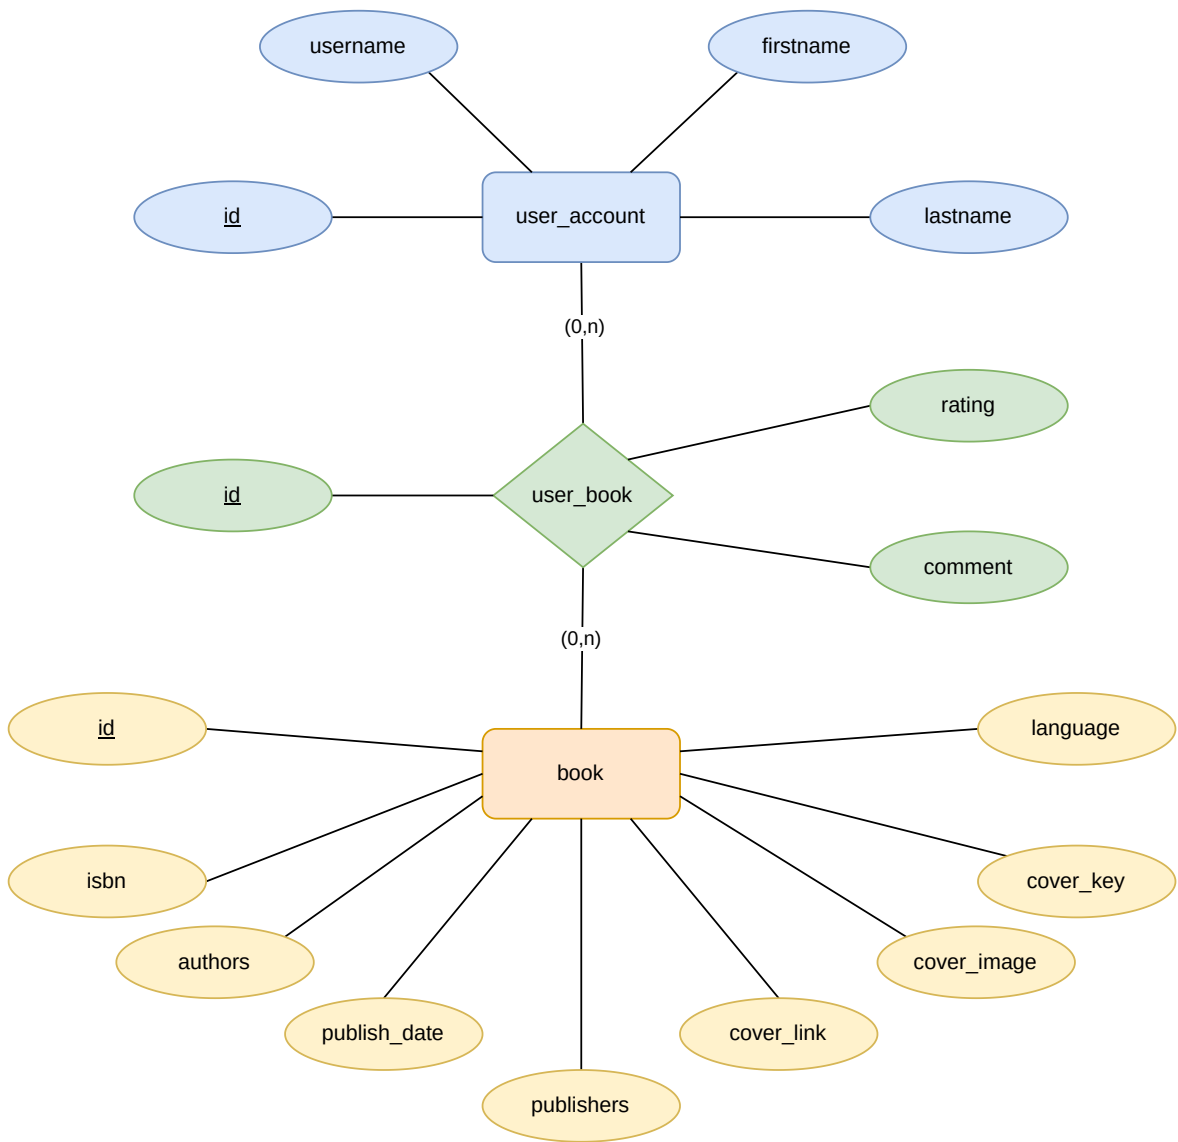 username
firstname
id
user_account
lastname
(0,n)
rating
id
user_book
comment
(0,n)
id
language
book
isbn
cover_key
authors
cover_image
publish_date
cover_link
publishers